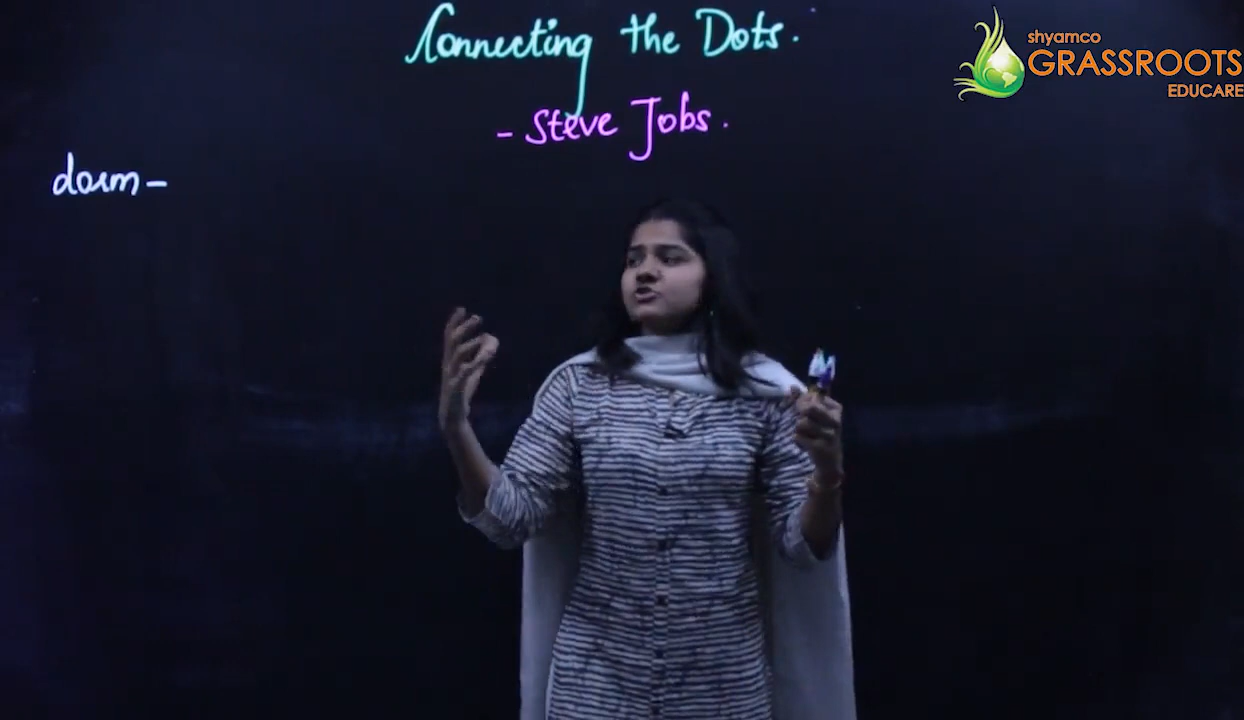 Connecting the Dots.
- Steve Jobs.
dorm -
shyamco
GRASSROOTS
EDUCARE